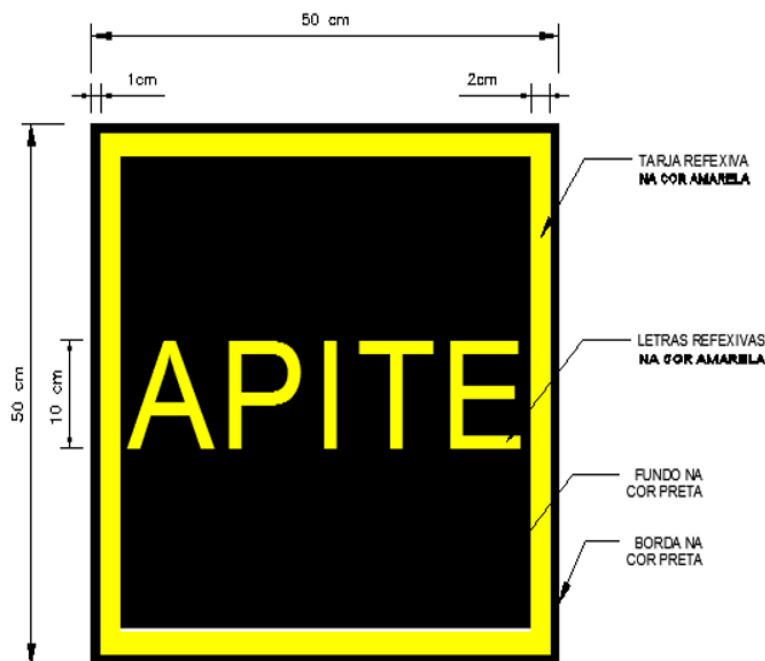 50 cm
1cm
2cm
TARJA REFEXIVA
NA COR AMARELA
50 cm
10 cm
APITE
LETRAS REFEXIVAS
NA COR AMARELA
FUNDO NA
COR PRETA
BORDA NA
COR PRETA